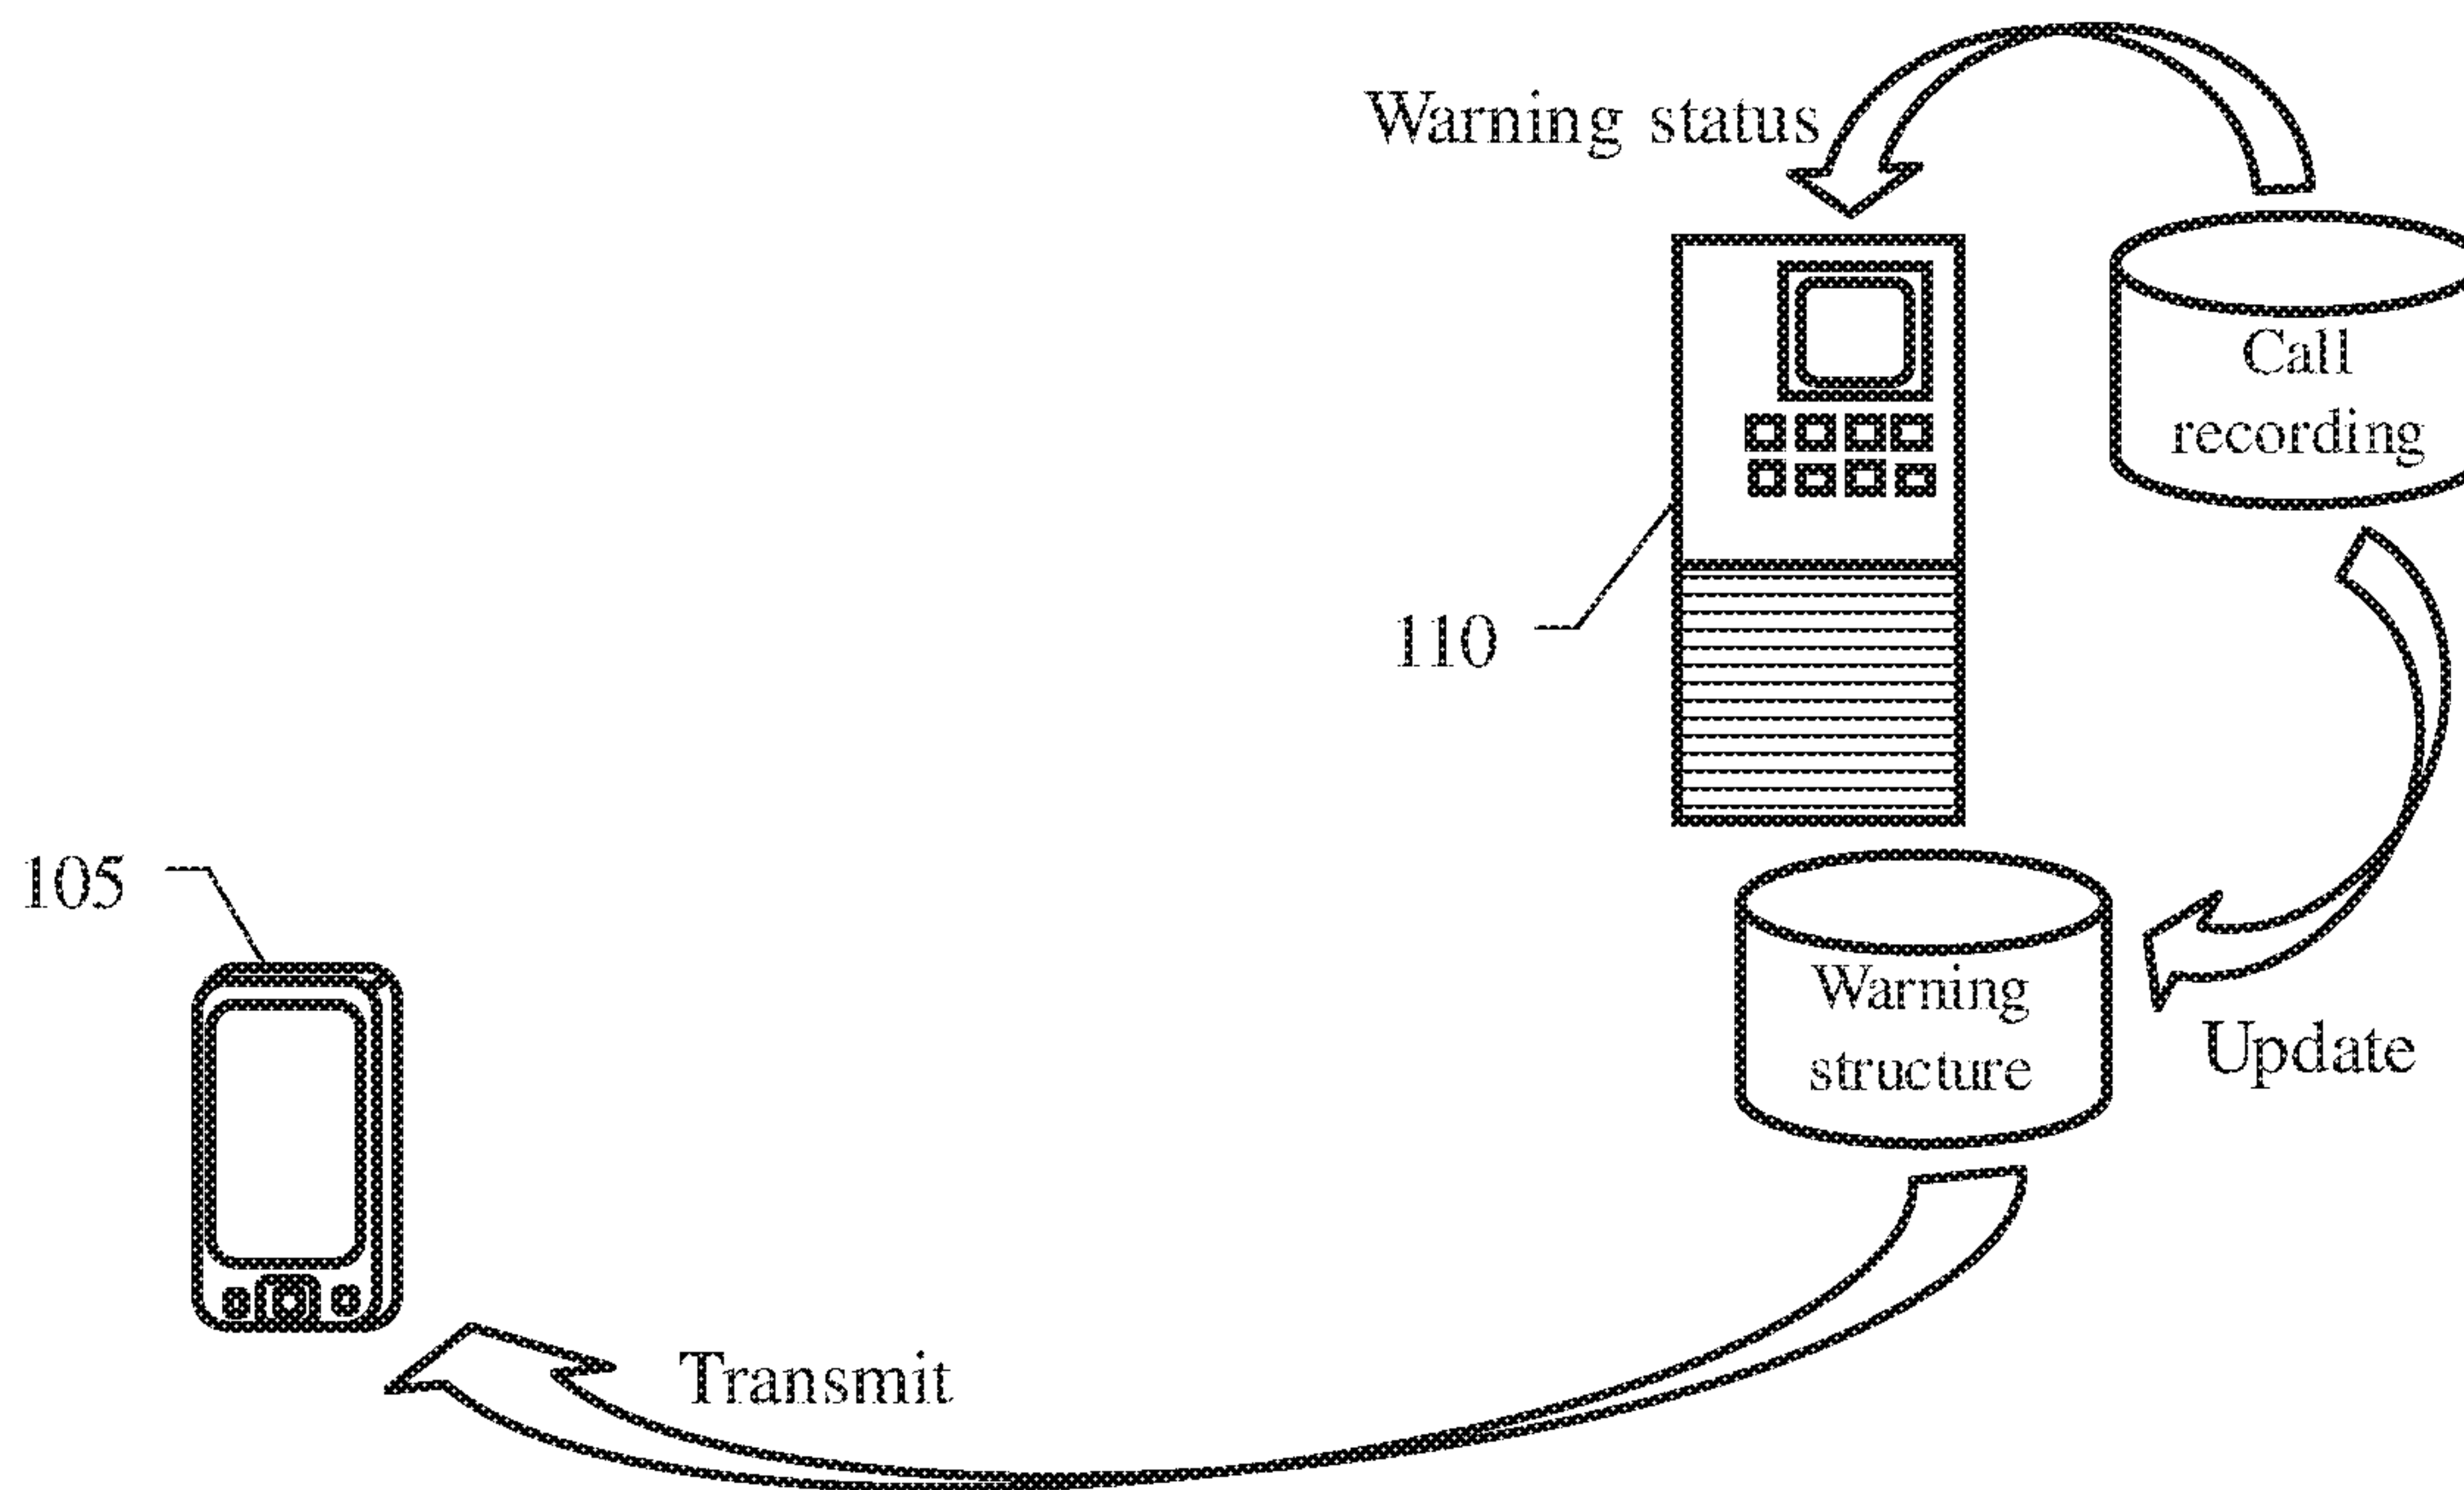 Warning status
Call
recording
110
105
Warning
structure
Update
Transmit